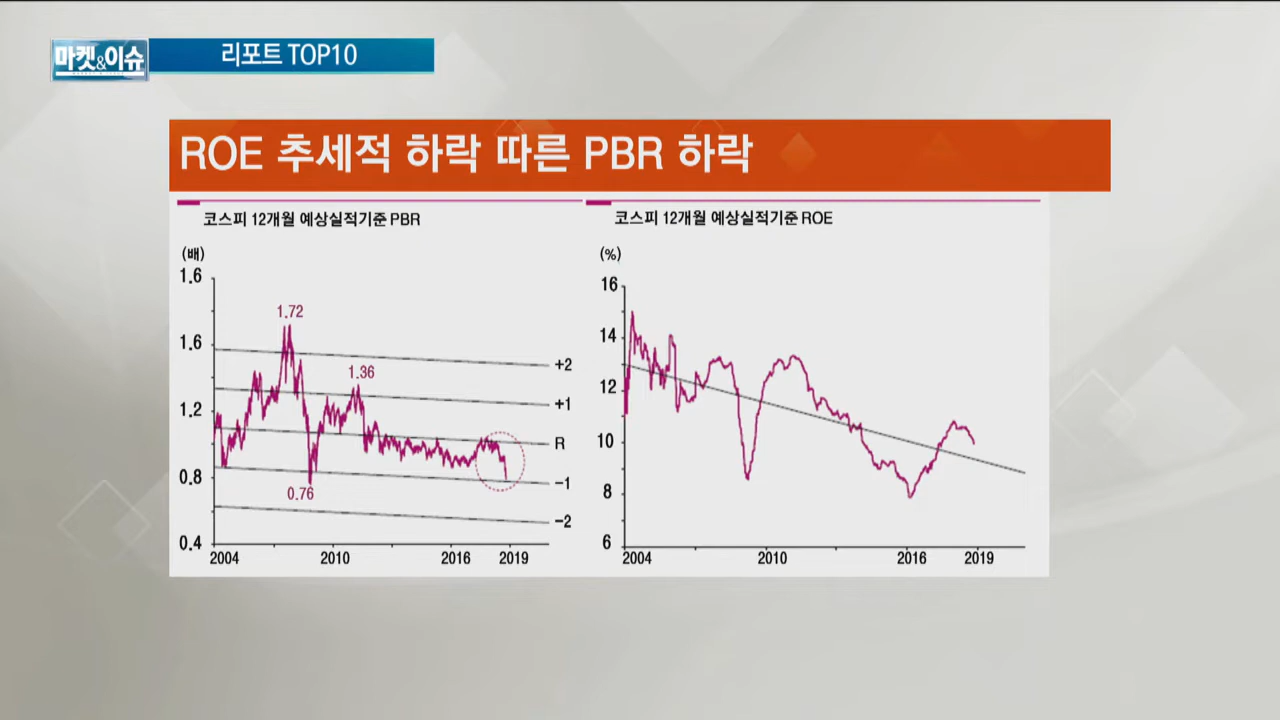 마켓&이슈
리포트 TOP10
ROE 추세적 하락 따른 PBR 하락
코스피 12개월 예상실적기준 PBR
(배)
1.6
1.6
1.2
0.8
0.4
1.72
1.36
0.76
+2
+1
R
-1
-2
2004 2010 2016 2019
코스피 12개월 예상실적기준 ROE
(%)
16
14
12
10
8
6
2004 2010 2016 2019